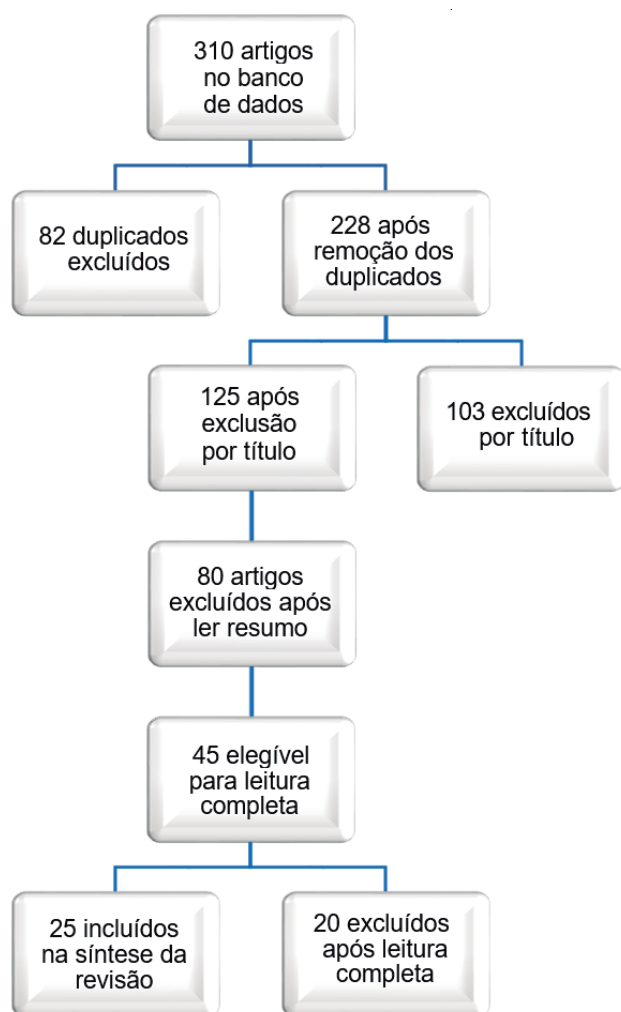 310 artigos
no banco
de dados
82 duplicados
excluídos
228 após
remoção dos
duplicados
125 após
exclusão
por título
103 excluídos
por título
80 artigos
excluídos após
ler resumo
45 elegível
para leitura
completa
25 incluídos
na síntese da
revisão
20 excluídos
após leitura
completa